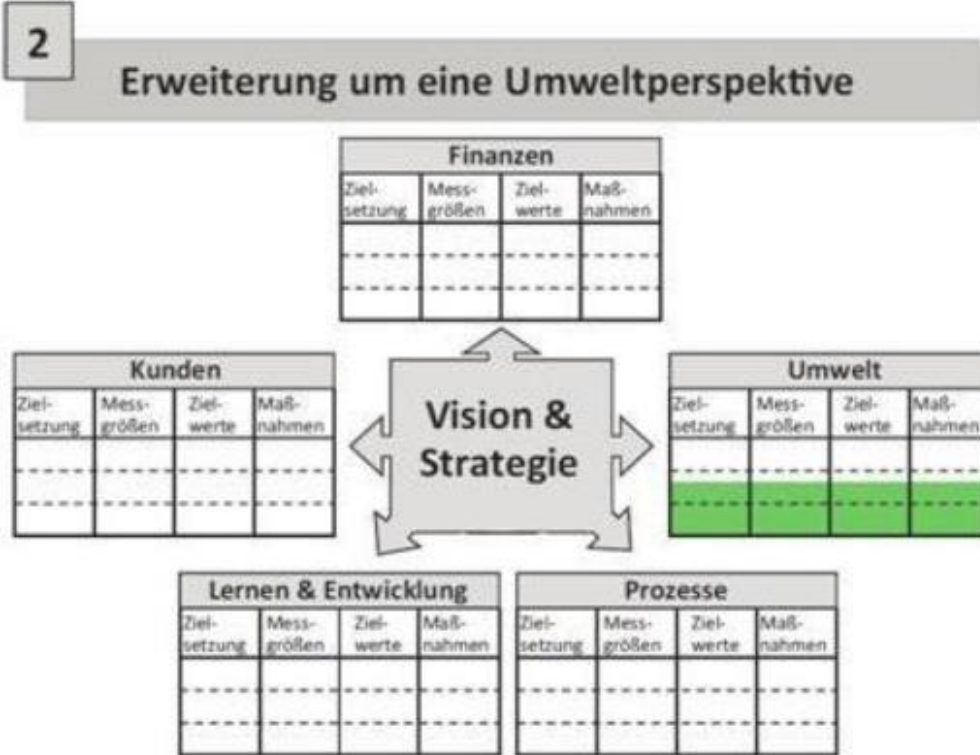 2
Erweiterung um eine Umweltperspektive
Finanzen
Ziel- Mess- Ziel- Maß-
setzung größen werte nahmen
Kunden
Ziel- Mess- Ziel- Maß-
setzung größen werte nahmen
Vision &
Strategie
Umwelt
Ziel- Mess- Ziel- Maß-
setzung größen werte nahmen
Lernen & Entwicklung
Ziel- Mess- Ziel- Maß-
setzung größen werte nahmen
Prozesse
Ziel- Mess- Ziel- Maß-
setzung größen werte nahmen